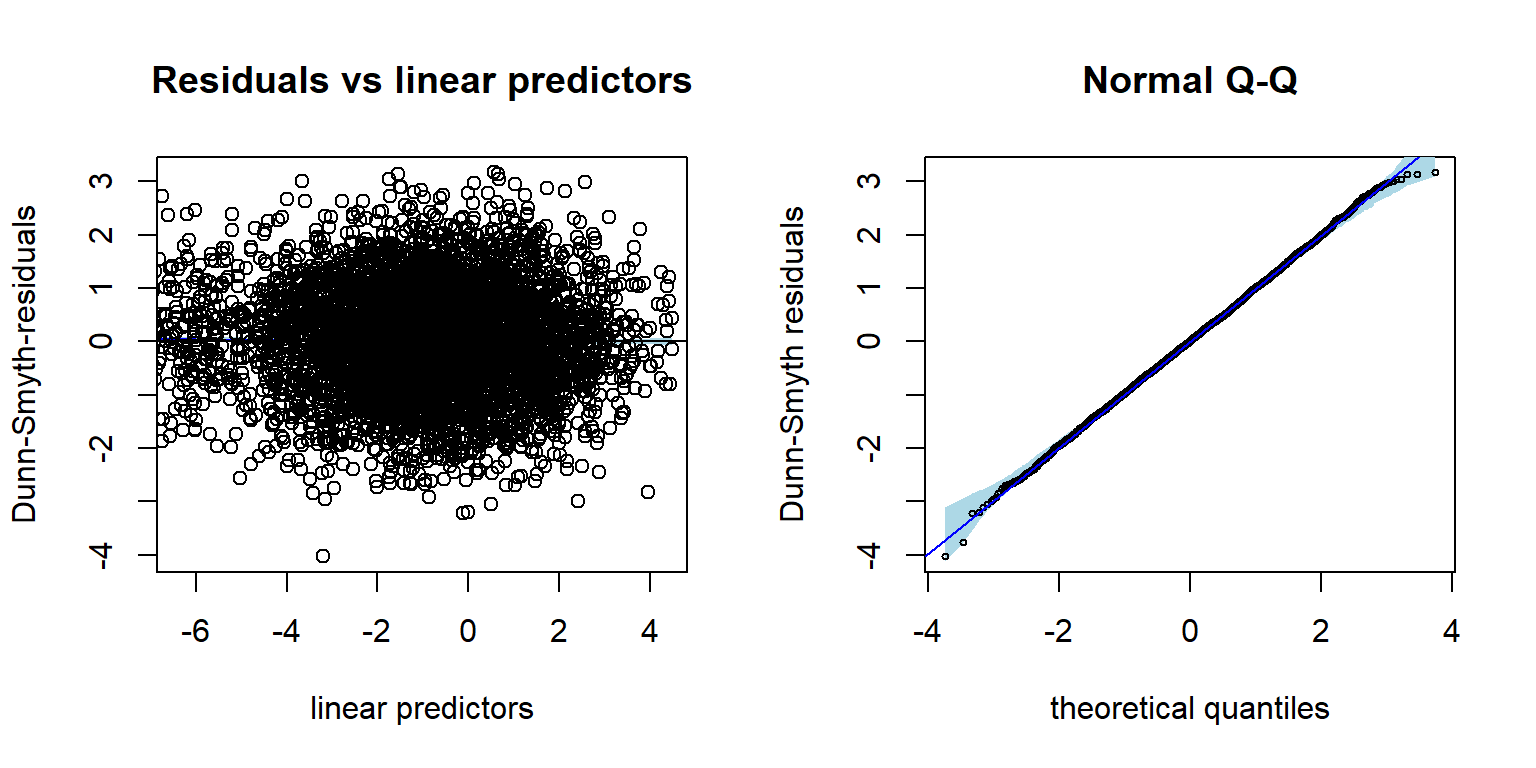 Residuals vs linear predictors
Dunn-Smyth-residuals
3
2
1
0
-2
-4
-6 -4 -2 0 2 4
linear predictors
Normal Q-Q
Dunn-Smyth residuals
3
2
1
0
-2
-4
-4 -2 0 2 4
theoretical quantiles